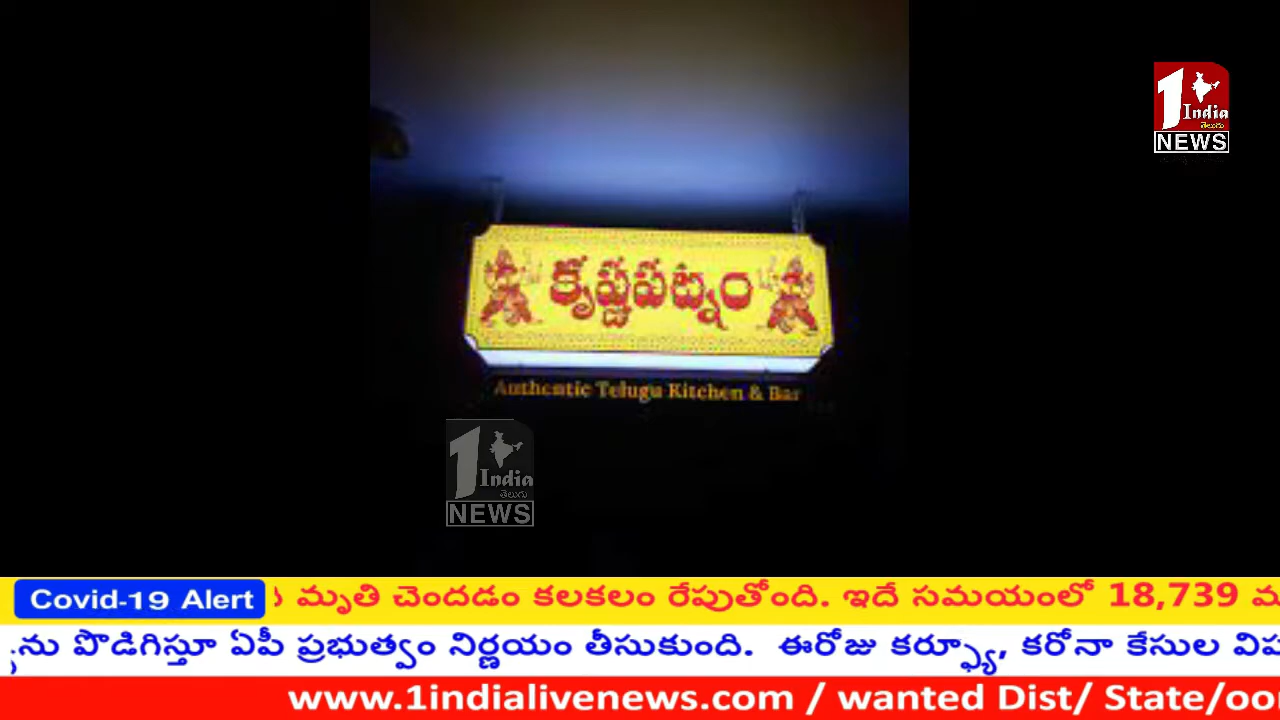 1
India
తెలుగు
NEWS
కృష్ణపట్నం
Authentic Telugu Kitchen & Bar
1
India
తెలుగు
NEWS
Covid-19 Alert
మృతి చెందడం కలకలం రేపుతోంది. ఇదే సమయంలో 18,739
పొడిగిస్తూ ఏపీ ప్రభుత్వం నిర్ణయం తీసుకుంది. ఈరోజు కర్ఫ్యూ, కరోనా కేసుల
www.1indialivenews.com / wanted Dist/ State/